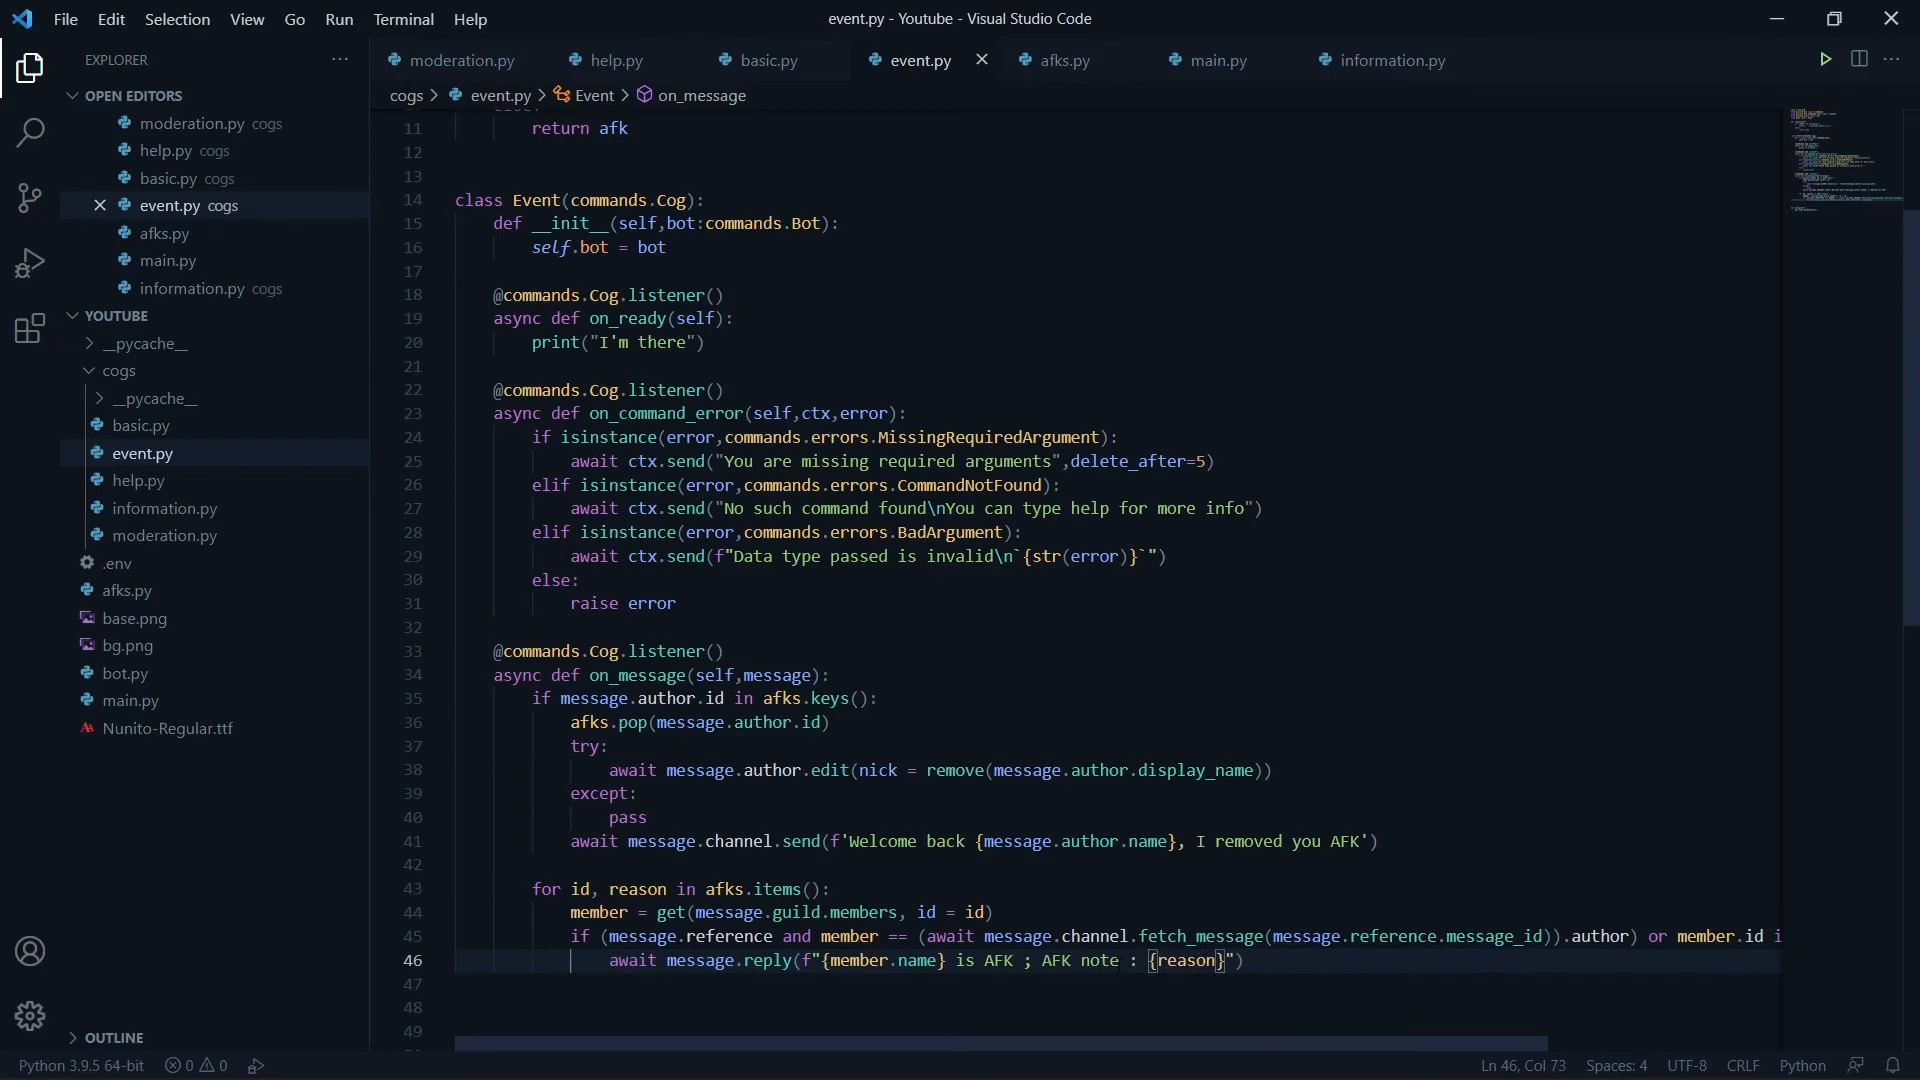 File Edit Selection View Go Run Terminal Help
event.py - Youtube - Visual Studio Code
EXPLORER
OPEN EDITORS
moderation.py cogs
help.py cogs
basic.py cogs
event.py cogs
afks.py
main.py
information.py cogs
YOUTUBE
__pycache__
cogs
__pycache__
basic.py
event.py
help.py
information.py
moderation.py
.env
afks.py
base.png
bg.png
bot.py
main.py
Nunito-Regular.ttf
OUTLINE
moderation.py help.py basic.py event.py afks.py main.py information.py
cogs > event.py > Event > on_message
11 return afk
12
13
14 class Event(commands.Cog):
15 def __init__(self,bot:commands.Bot):
16 self.bot = bot
17
18 @commands.Cog.listener()
19 async def on_ready(self):
20 print("I'm there")
21
22 @commands.Cog.listener()
23 async def on_command_error(self,ctx,error):
24 if isinstance(error,commands.errors.MissingRequiredArgument):
25 await ctx.send("You are missing required arguments",delete_after=5)
26 elif isinstance(error,commands.errors.CommandNotFound):
27 await ctx.send("No such command found\nYou can type help for more info")
28 elif isinstance(error,commands.errors.BadArgument):
29 await ctx.send(f"Data type passed is invalid\n`{str(error)}`")
30 else:
31 raise error
32
33 @commands.Cog.listener()
34 async def on_message(self,message):
35 if message.author.id in afks.keys():
36 afks.pop(message.author.id)
37 try:
38 await message.author.edit(nick = remove(message.author.display_name))
39 except:
40 pass
41 await message.channel.send(f'Welcome back {message.author.name}, I removed you AFK')
42
43 for id, reason in afks.items():
44 member = get(message.guild.members, id = id)
45 if (message.reference and member == (await message.channel.fetch_message(message.reference.message_id)).author) or member.id i
46 await message.reply(f"{member.name} is AFK ; AFK note : {reason}")
47
48
49
Python 3.9.5 64-bit 0 0 Ln 46, Col 73 Spaces: 4 UTF-8 CRLF Python